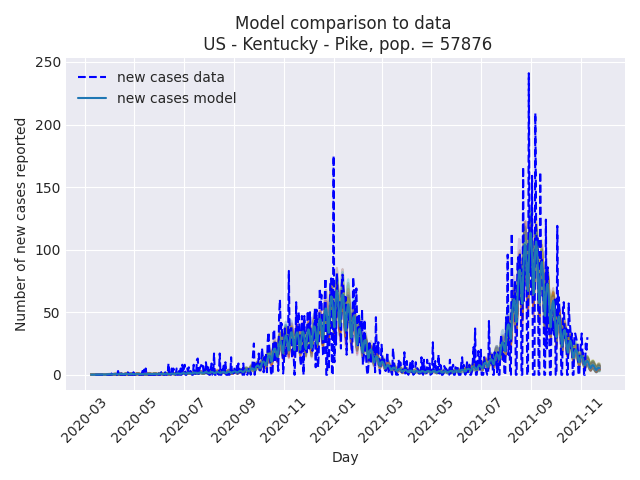 Model comparison to data
US - Kentucky - Pike, pop. = 57876
new cases data
new cases model
Number of new cases reported
250
200
150
100
50
0
2020-03
2020-05
2020-07
2020-09
2020-11
2021-01
2021-03
2021-05
2021-07
2021-09
2021-11
Day